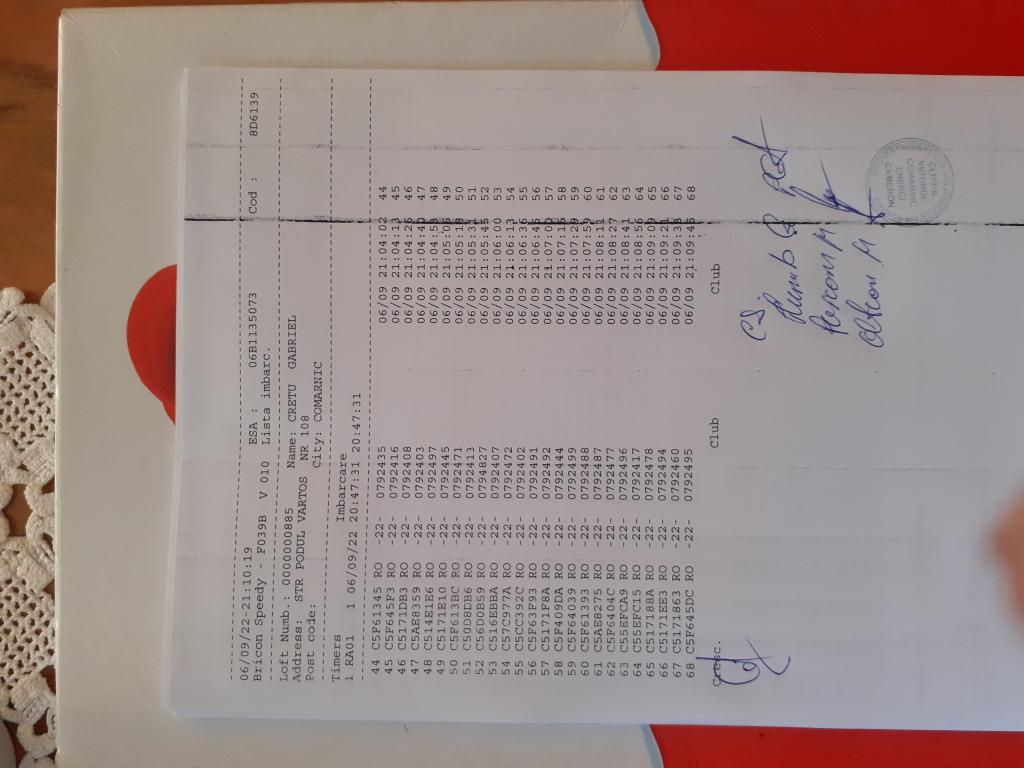 06/09/22-21:10:19
Bricon Speedy - F039B V 010 ESA : 06B1135073 Cod : 8D6139
Lista imbarc.
Loft Numb.: 0000000885 Name: CRETU GABRIEL
Address: STR PODUL VARTOS NR 108
Post code: City: COMARNIC
Timers Imbarcare
1 RA01 1 06/09/22 20:47:31 20:47:31
44 C5F61345 RO -22- 0792435 06/09 21:04:02 44
45 C5F645F3 RO -22- 0792416 06/09 21:04:13 45
46 C5171DB3 RO -22- 0792408 06/09 21:04:26 46
47 C5AE8359 RO -22- 0792403 06/09 21:04:40 47
48 C514E1E6 RO -22- 0792497 06/09 21:04:53 48
49 C5171E10 RO -22- 0792445 06/09 21:05:06 49
50 C5F613BC RO -22- 0792471 06/09 21:05:18 50
51 C50D8DB6 RO -22- 0792413 06/09 21:05:31 51
52 C56D0B59 RO -22- 0794827 06/09 21:05:45 52
53 C516EBBA RO -22- 0792407 06/09 21:06:00 53
54 C57C977A RO -22- 0792472 06/09 21:06:13 54
55 C5CC392C RO -22- 0792402 06/09 21:06:36 55
56 C5F63F93 RO -22- 0792491 06/09 21:06:46 56
57 C5171F8A RO -22- 0792492 06/09 21:07:00 57
58 C5F409DA RO -22- 0792444 06/09 21:07:16 58
59 C5F64039 RO -22- 0792499 06/09 21:07:29 59
60 C5F61393 RO -22- 0792488 06/09 21:07:59 60
61 C5AE8275 RO -22- 0792487 06/09 21:08:11 61
62 C5F6404C RO -22- 0792477 06/09 21:08:27 62
63 C55EFCA9 RO -22- 0792496 06/09 21:08:41 63
64 C55EFC15 RO -22- 0792417 06/09 21:08:56 64
65 C517188A RO -22- 0792478 06/09 21:09:09 65
66 C5171EE3 RO -22- 0792494 06/09 21:09:21 66
67 C5171863 RO -22- 0792460 06/09 21:09:33 67
68 C5F645DC RO -22- 0792495 06/09 21:09:45 68
Cresc. Club Club